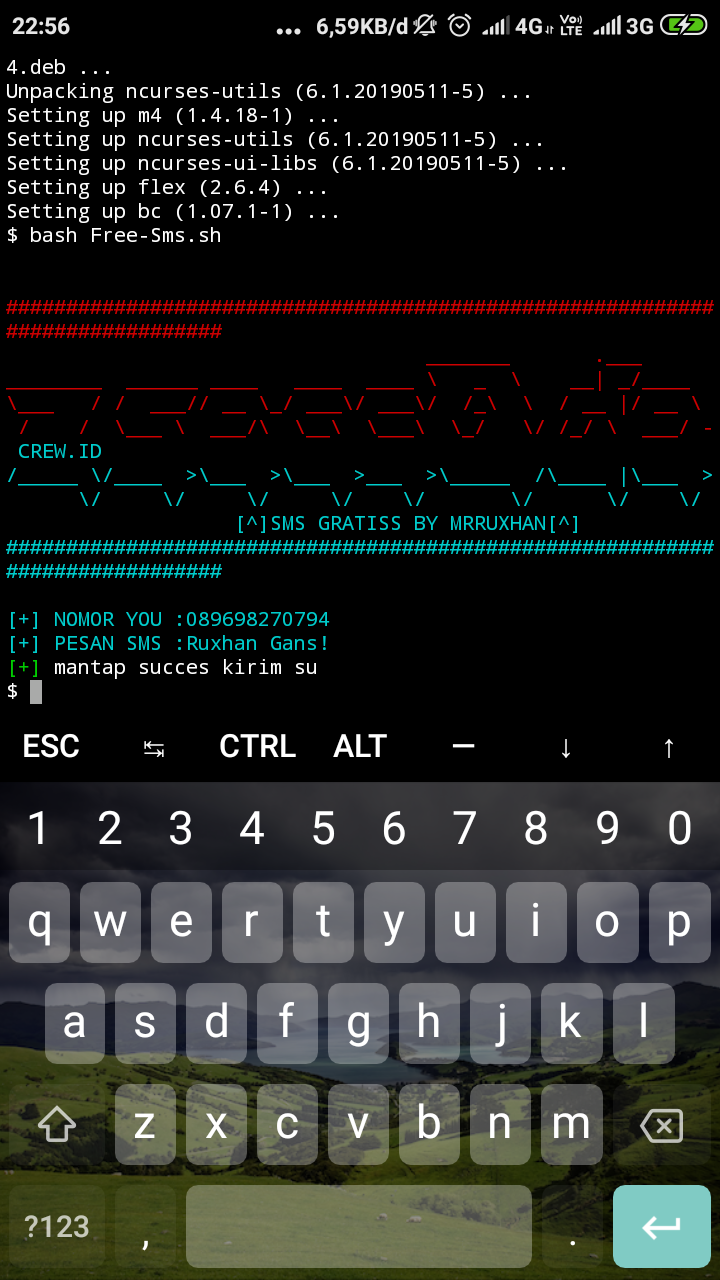 22:56 ... 6,59KB/d 4G Vo)) LTE 3G
4.deb ...
Unpacking ncurses-utils (6.1.20190511-5) ...
Setting up m4 (1.4.18-1) ...
Setting up ncurses-utils (6.1.20190511-5) ...
Setting up ncurses-ui-libs (6.1.20190511-5) ...
Setting up flex (2.6.4) ...
Setting up bc (1.07.1-1) ...
$ bash Free-Sms.sh
###########################################################
##################
CREW.ID
[^]SMS GRATISS BY MRRUXHAN[^]
###########################################################
##################
[+] NOMOR YOU :089698270794
[+] PESAN SMS :Ruxhan Gans!
[+] mantap succes kirim su
$
ESC ↹ CTRL ALT — ↓ ↑
1 2 3 4 5 6 7 8 9 0
q w e r t y u i o p
a s d f g h j k l
z x c v b n m
?123 , .